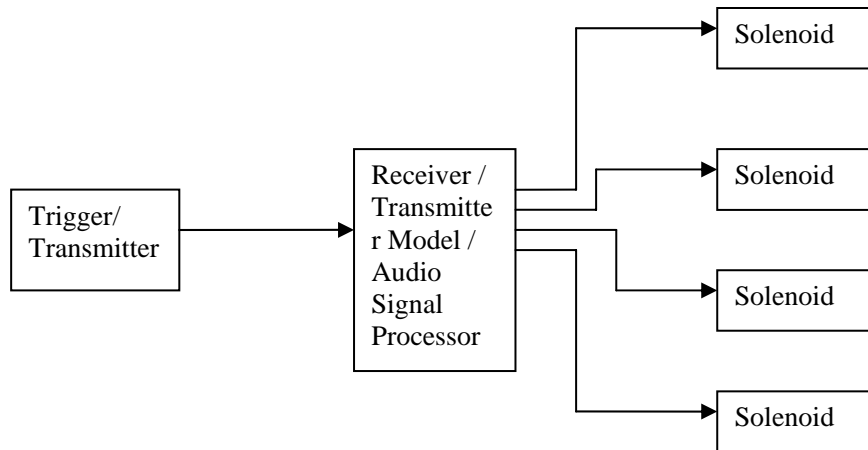 Solenoid
Trigger/
Transmitter
Receiver /
Transmitte
r Model /
Audio
Signal
Processor
Solenoid
Solenoid
Solenoid